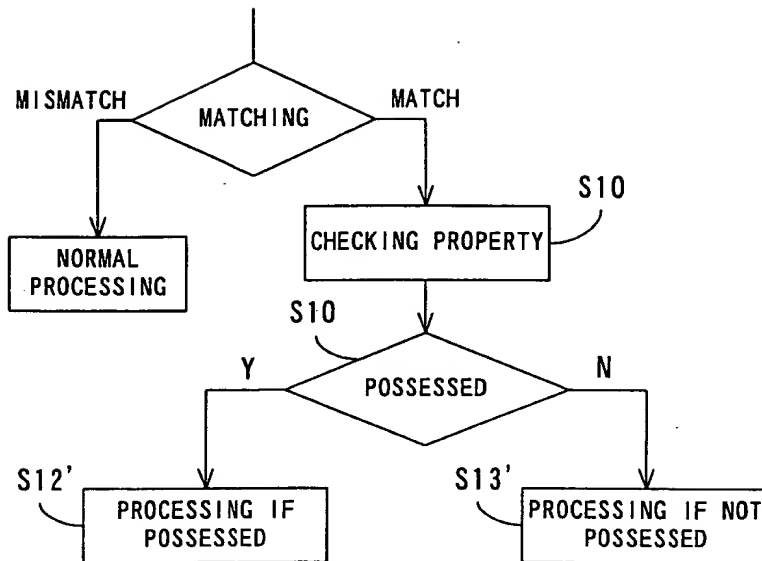 MISMATCH
MATCHING
MATCH
S10
NORMAL
PROCESSING
CHECKING PROPERTY
S10
Y
POSSESSED
N
S12'
PROCESSING IF
POSSESSED
S13'
PROCESSING IF NOT
POSSESSED